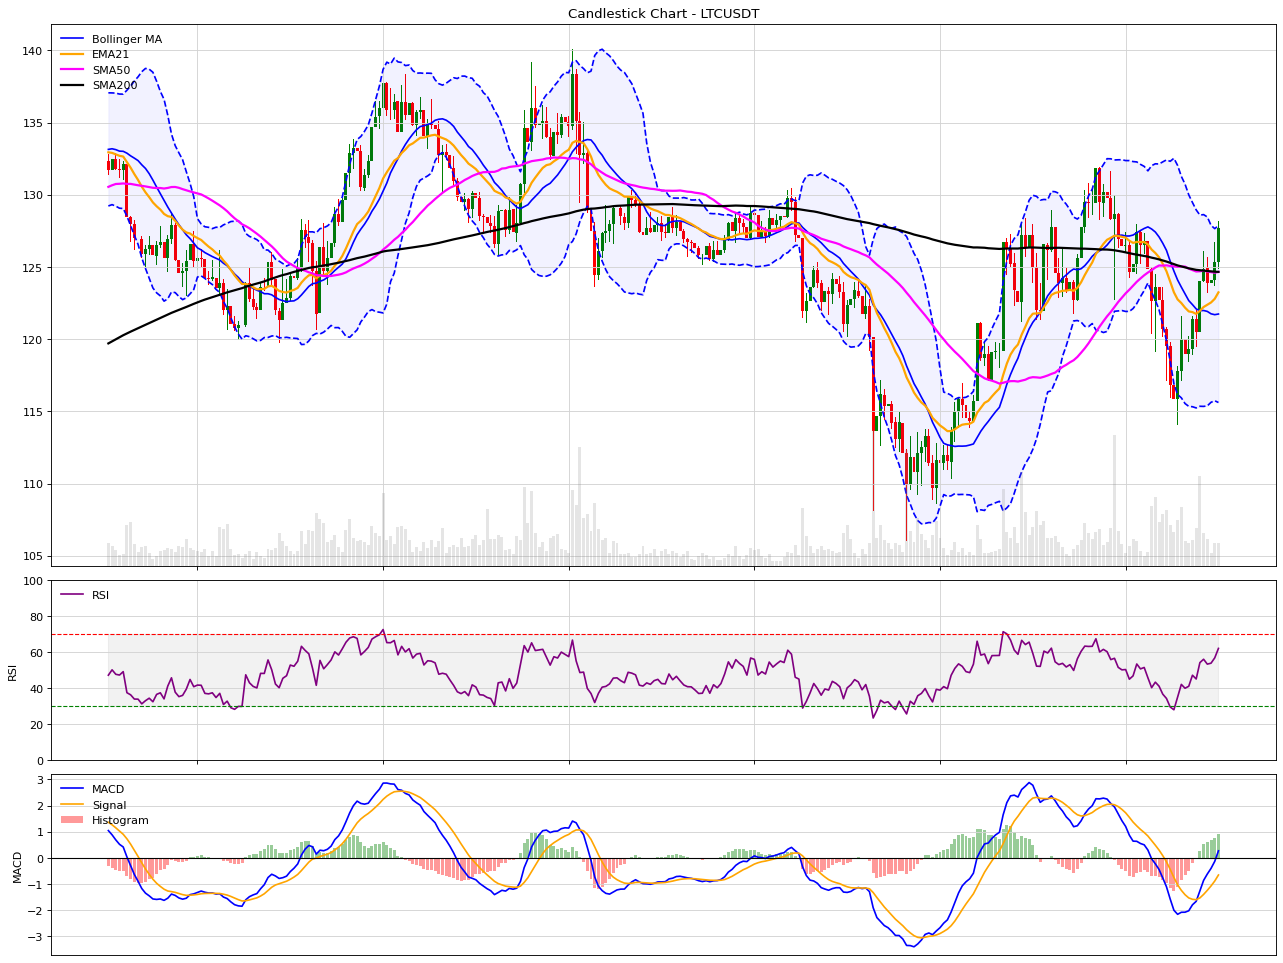 Candlestick Chart - LTCUSDT
Bollinger MA
EMA21
SMA50
SMA200
140
135
130
125
120
115
110
105
RSI
100
80
60
40
20
0
RSI
MACD
Signal
Histogram
3
2
1
0
−1
−2
−3
MACD